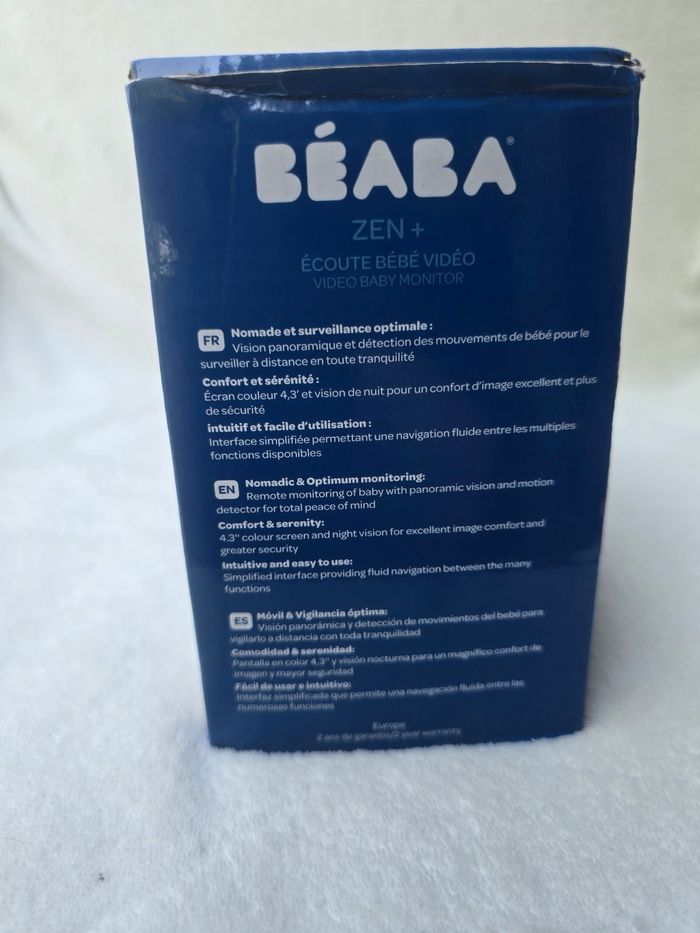 BÉABA®
ZEN +
ÉCOUTE BÉBÉ VIDÉO
VIDEO BABY MONITOR
FR Nomade et surveillance optimale :
Vision panoramique et détection des mouvements de bébé pour le
surveiller à distance en toute tranquilité
Confort et sérénité :
Écran couleur 4,3' et vision de nuit pour un confort d'image excellent et plus
de sécurité
intuitif et facile d'utilisation :
Interface simplifiée permettant une navigation fluide entre les multiples
fonctions disponibles
EN Nomadic & Optimum monitoring:
Remote monitoring of baby with panoramic vision and motion
detector for total peace of mind
Comfort & serenity:
4.3" colour screen and night vision for excellent image comfort and
greater security
Intuitive and easy to use:
Simplified interface providing fluid navigation between the many
functions
ES Móvil & Vigilancia óptima:
Visión panorámica y detección de movimientos del bebé para
vigilarlo a distancia con toda tranquilidad
Comodidad & serenidad:
Pantalla en color 4.3" y visión nocturna para un magnífico confort de
imagen y mayor seguridad
Fácil de usar e intuitivo:
Interfaz simplificada que permite una navegación fluida entre las
numerosas funciones
Europe
2 ans de garantie/2 year warranty